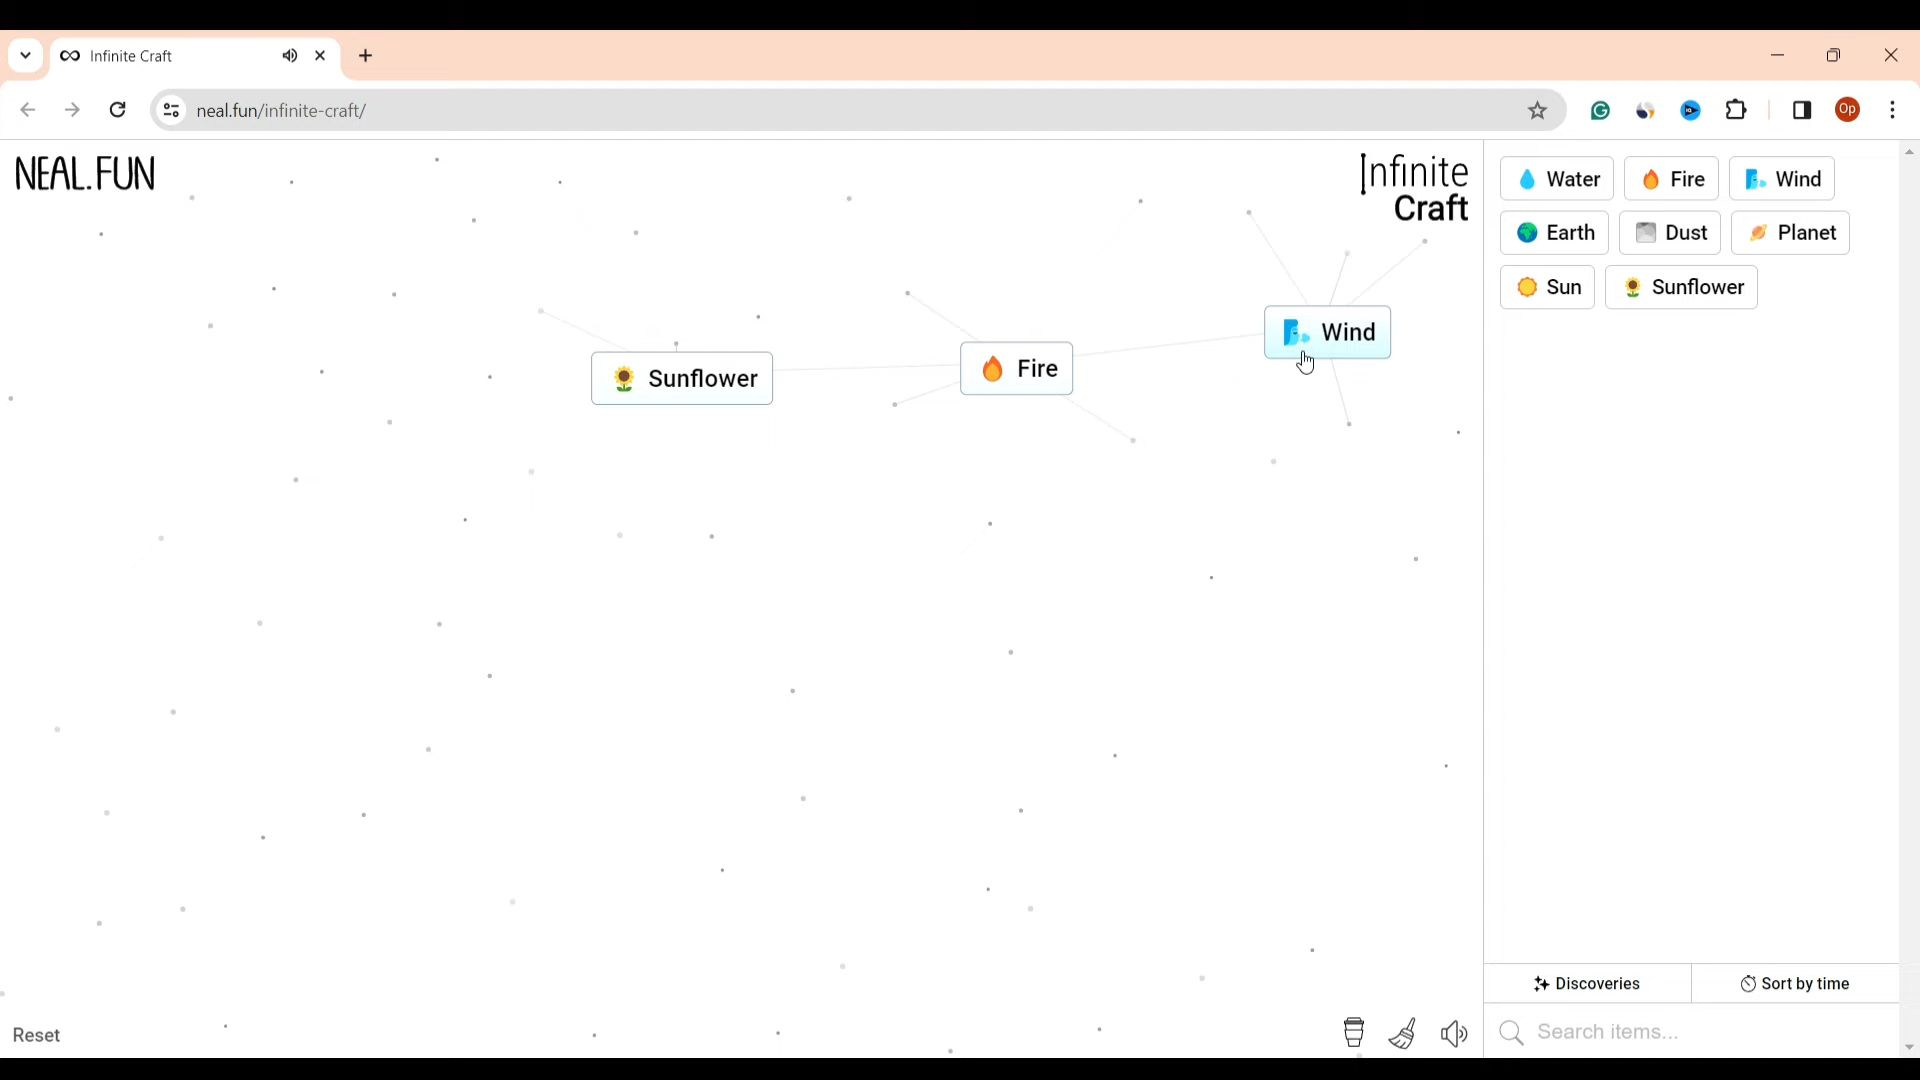 Infinite Craft
neal.fun/infinite-craft/
Op
NEAL.FUN
Infinite
Craft
Water
Fire
Wind
Earth
Dust
Planet
Sun
Sunflower
Wind
Fire
Sunflower
Discoveries
Sort by time
Reset
Search items...